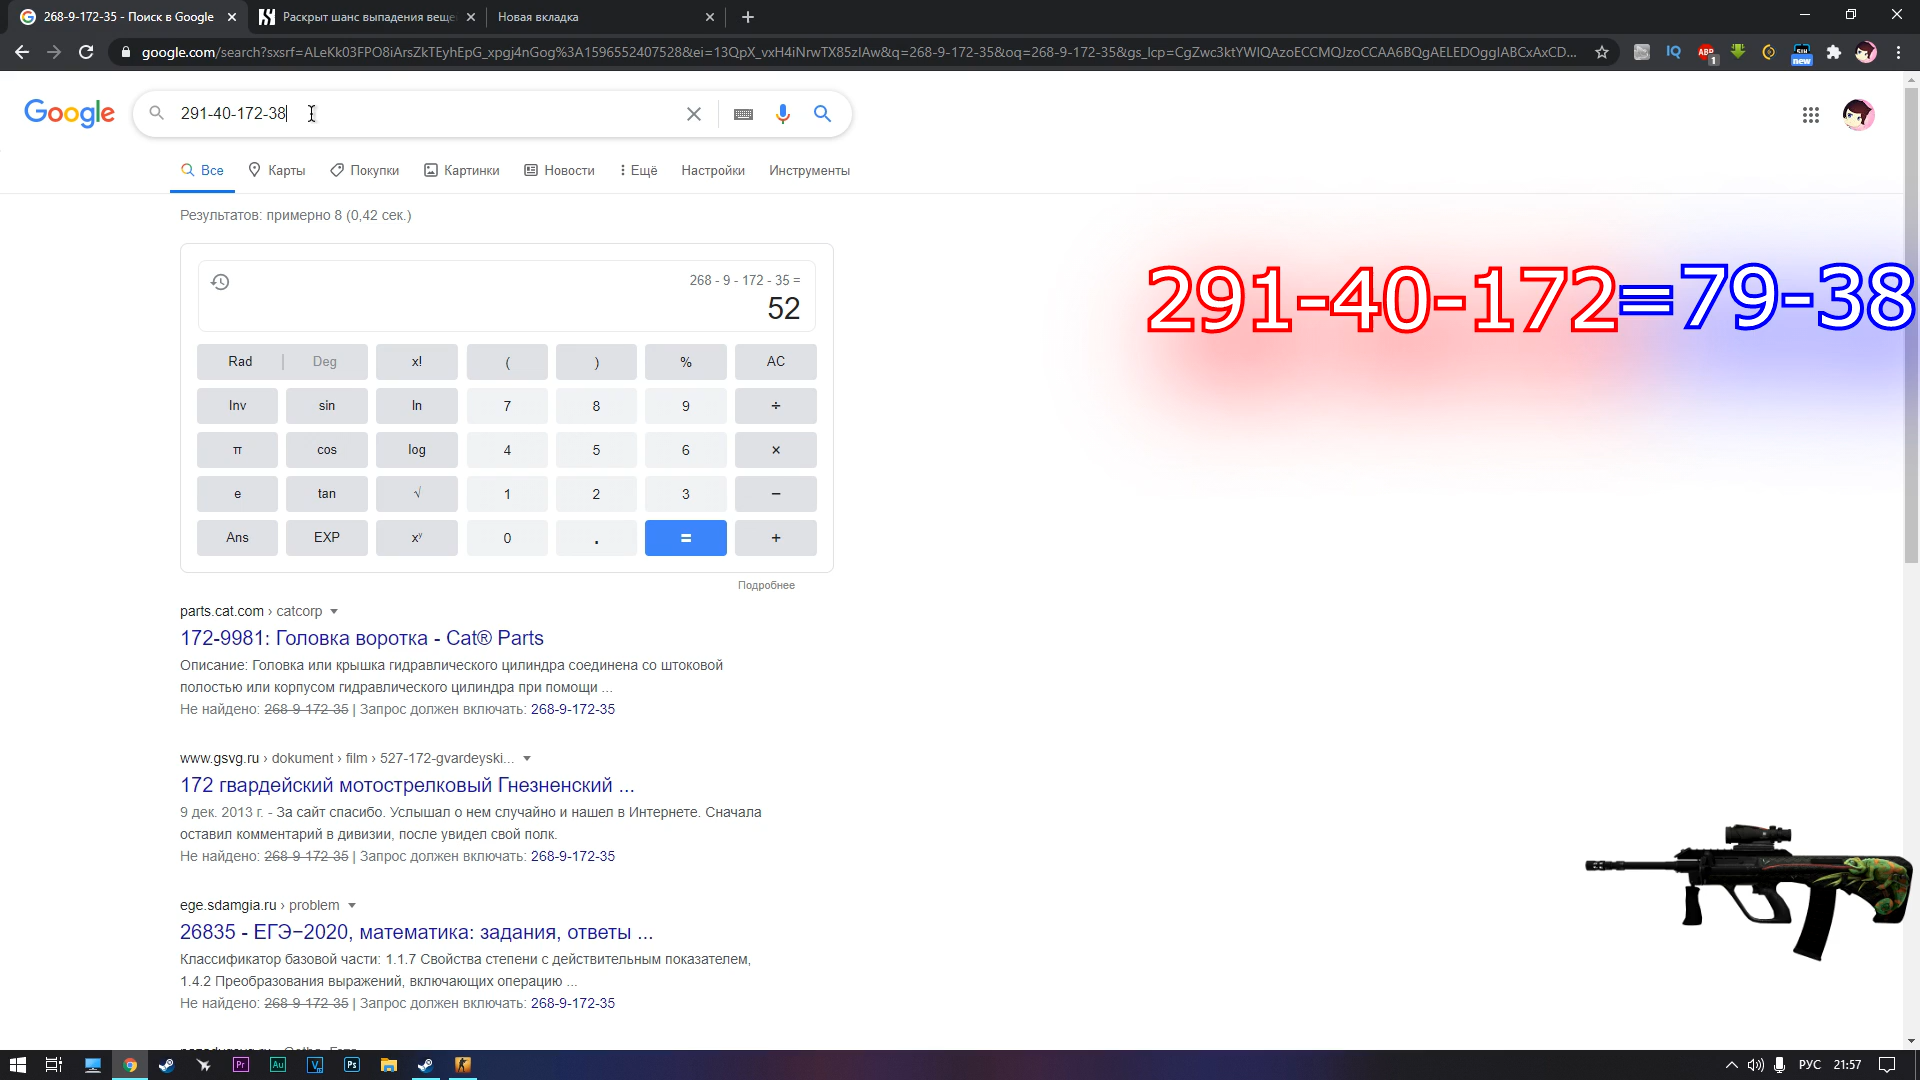 268-9-172-35 - Поиск в Google
Раскрыт шанс выпадения веще
Новая вкладка
google.com/search?sxsrf=ALeKk03FPO8iArsZkTEyhEpG_xpgj4nGog%3A1596552407528&ei=13QpX_vxH4iNrwTX85zIAw&q=268-9-172-35&oq=268-9-172-35&gs_lcp=CgZwc3ktYWIQAzoECCMQJzoCCAA6BQgAELEDOggIABCxAxCD...
IQ
ABP
1
new
Google
291-40-172-38
Все
Карты
Покупки
Картинки
Новости
Ещё
Настройки
Инструменты
Результатов: примерно 8 (0,42 сек.)
268 - 9 - 172 - 35 =
52
291-40-172=79-38
Rad | Deg x! ( ) % AC
Inv sin ln 7 8 9 ÷
π cos log 4 5 6 ×
e tan √ 1 2 3 −
Ans EXP xʸ 0 . = +
Подробнее
parts.cat.com › catcorp
172-9981: Головка воротка - Cat® Parts
Описание: Головка или крышка гидравлического цилиндра соединена со штоковой
полостью или корпусом гидравлического цилиндра при помощи ...
Не найдено: 268-9-172-35 | Запрос должен включать: 268-9-172-35
www.gsvg.ru › dokument › film › 527-172-gvardeyski...
172 гвардейский мотострелковый Гнезненский ...
9 дек. 2013 г. - За сайт спасибо. Услышал о нем случайно и нашел в Интернете. Сначала
оставил комментарий в дивизии, после увидел свой полк.
Не найдено: 268-9-172-35 | Запрос должен включать: 268-9-172-35
ege.sdamgia.ru › problem
26835 - ЕГЭ−2020, математика: задания, ответы ...
Классификатор базовой части: 1.1.7 Свойства степени с действительным показателем,
1.4.2 Преобразования выражений, включающих операцию ...
Не найдено: 268-9-172-35 | Запрос должен включать: 268-9-172-35
Pr
Au
Ps
РУС
21:57